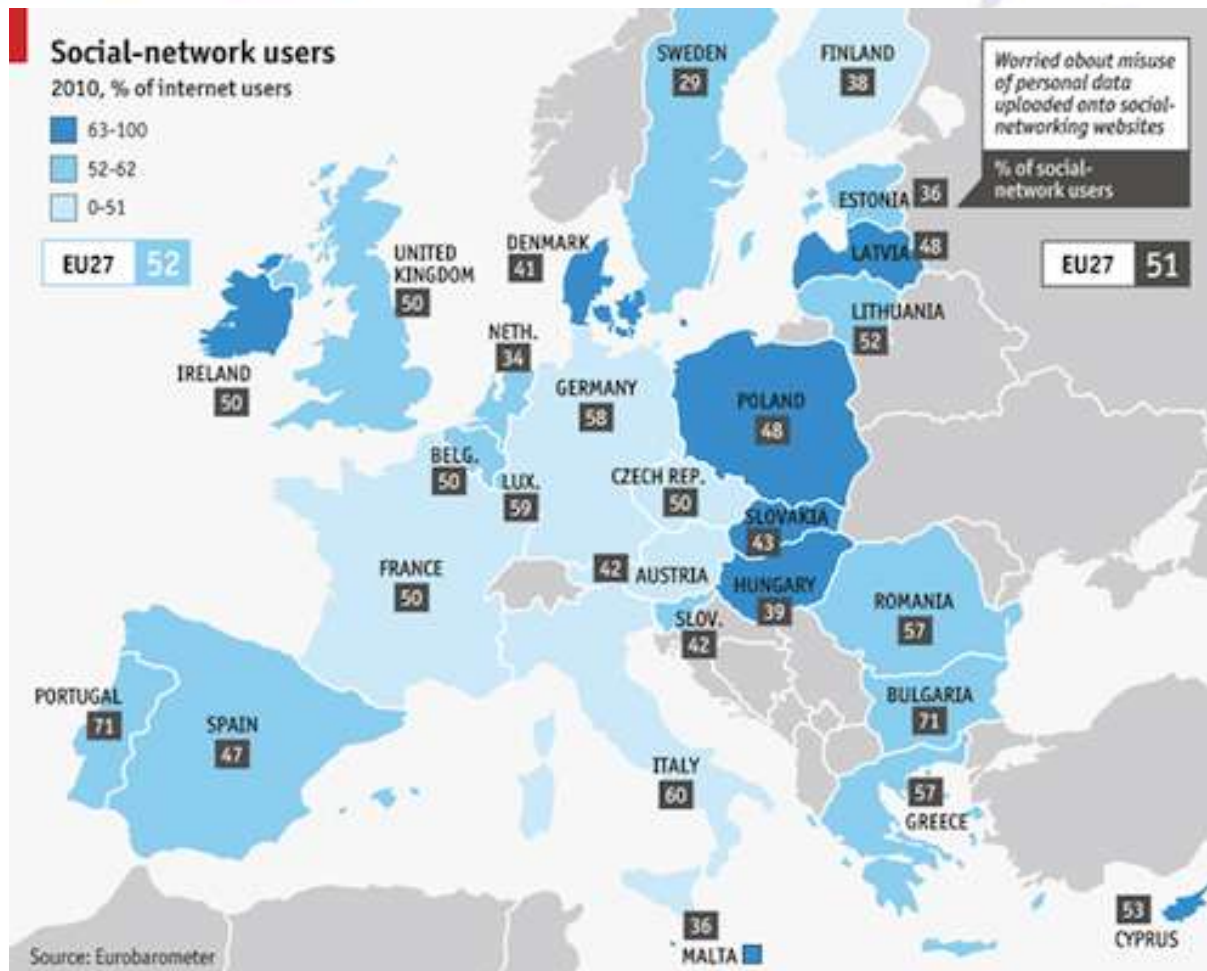 Social-network users
2010, % of internet users
63-100
52-62
0-51
EU27 52
Worried about misuse
of personal data
uploaded onto social-
networking websites
% of social-
network users
EU27 51
SWEDEN
29
FINLAND
38
ESTONIA 36
LATVIA 48
LITHUANIA
52
DENMARK
41
UNITED
KINGDOM
50
IRELAND
50
NETH.
34
GERMANY
58
POLAND
48
BELG.
50
LUX.
59
CZECH REP.
50
SLOVAKIA
43
FRANCE
50
42 AUSTRIA
HUNGARY
39
SLOV.
42
ROMANIA
57
BULGARIA
71
PORTUGAL
71
SPAIN
47
ITALY
60
57
GREECE
36
MALTA
53
CYPRUS
Source: Eurobarometer